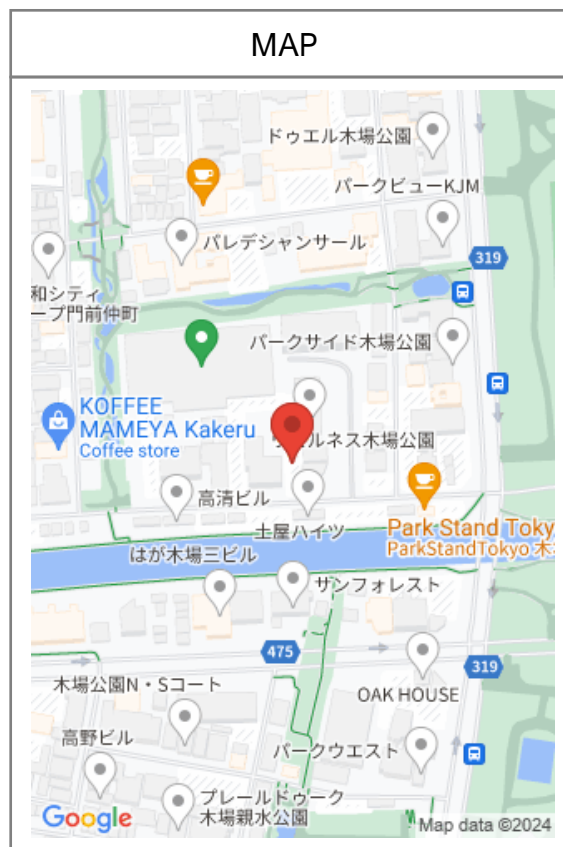 MAP
ドゥエル木場公園
パークビューKJM
パレデシャンサール
319
和シティ
ープ門前仲町
パークサイド木場公園
KOFFEE
MAMEYA Kakeru
Coffee store
ルネス木場公園
高清ビル
土屋ハイツ
Park Stand Toky
ParkStandTokyo 木
はが木場三ビル
サンフォレスト
475
319
木場公園N・Sコート
OAK HOUSE
高野ビル
パークウエスト
プレールドゥーク
木場親水公園
Google
Map data ©2024